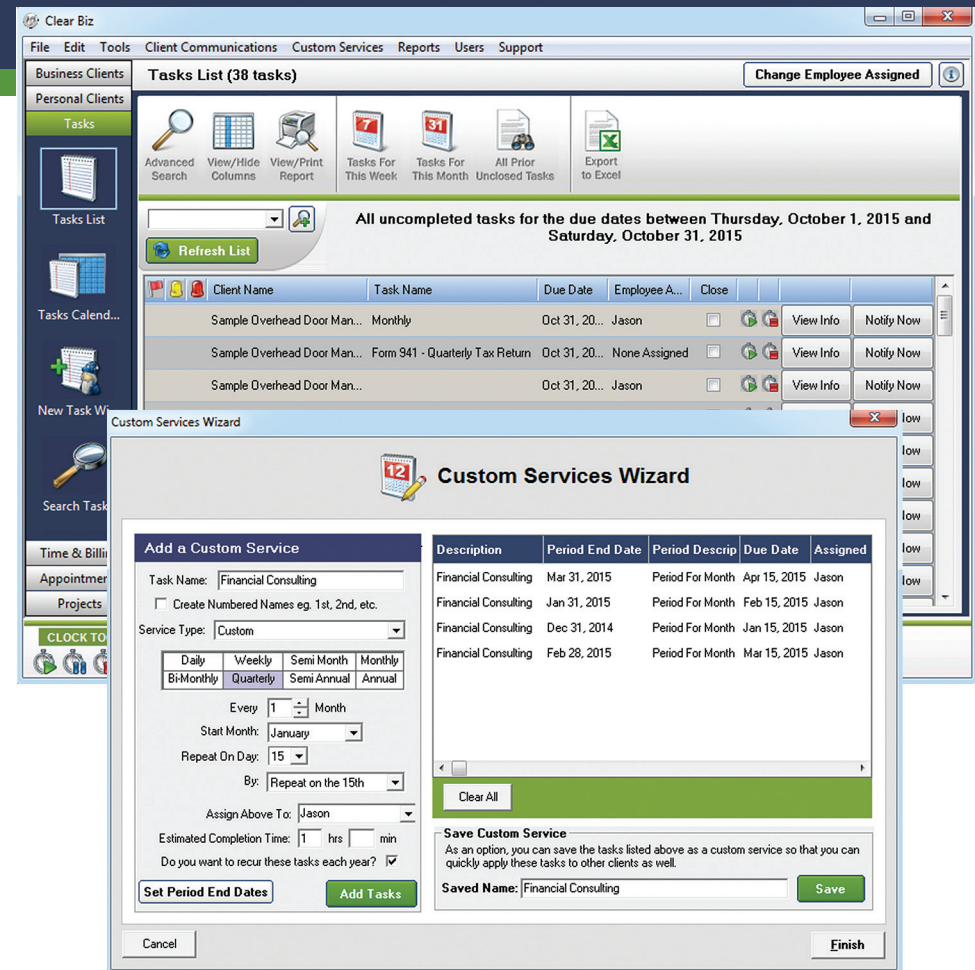 Clear Biz
File Edit Tools Client Communications Custom Services Reports Users Support
Business Clients
Personal Clients
Tasks
Tasks List
Tasks Calend...
New Task Wi
Search Task
Time & Billi
Appointmen
Projects
CLOCK TO
Tasks List (38 tasks)
Change Employee Assigned
Advanced Search
View/Hide Columns
View/Print Report
7
Tasks For This Week
31
Tasks For This Month
All Prior Unclosed Tasks
Export to Excel
Refresh List
All uncompleted tasks for the due dates between Thursday, October 1, 2015 and
Saturday, October 31, 2015
Client Name Task Name Due Date Employee A... Close
Sample Overhead Door Man... Monthly Oct 31, 20... Jason View Info Notify Now
Sample Overhead Door Man... Form 941 - Quarterly Tax Return Oct 31, 20... None Assigned View Info Notify Now
Sample Overhead Door Man... Oct 31, 20... Jason View Info Notify Now
low
low
low
low
low
low
Custom Services Wizard
12
Custom Services Wizard
Add a Custom Service
Task Name: Financial Consulting
Create Numbered Names eg. 1st, 2nd, etc.
Service Type: Custom
Daily Weekly Semi Month Monthly
Bi-Monthly Quarterly Semi Annual Annual
Every 1 Month
Start Month: January
Repeat On Day: 15
By: Repeat on the 15th
Assign Above To: Jason
Estimated Completion Time: 1 hrs min
Do you want to recur these tasks each year?
Set Period End Dates
Add Tasks
Description Period End Date Period Descrip Due Date Assigned
Financial Consulting Mar 31, 2015 Period For Month Apr 15, 2015 Jason
Financial Consulting Jan 31, 2015 Period For Month Feb 15, 2015 Jason
Financial Consulting Dec 31, 2014 Period For Month Jan 15, 2015 Jason
Financial Consulting Feb 28, 2015 Period For Month Mar 15, 2015 Jason
Clear All
Save Custom Service
As an option, you can save the tasks listed above as a custom service so that you can
quickly apply these tasks to other clients as well.
Saved Name: Financial Consulting
Save
Cancel
Finish